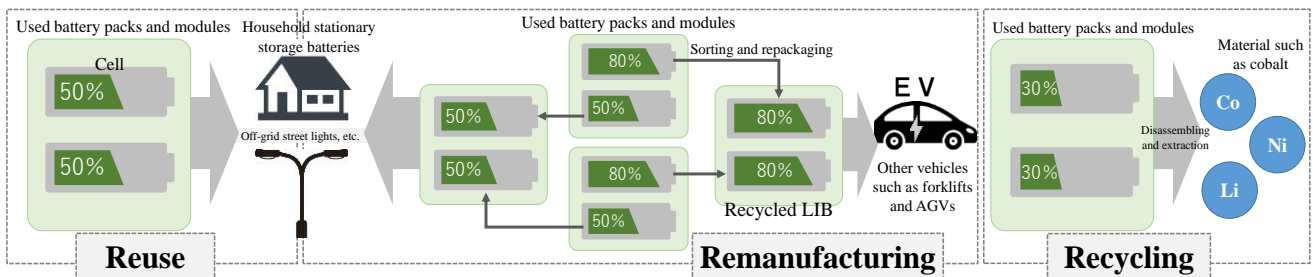 Used battery packs and modules
Cell
50%
50%
Household stationary
storage batteries
Off-grid street lights, etc.
Reuse
Used battery packs and modules
Sorting and repackaging
80%
50%
50%
50%
80%
50%
80%
80%
Recycled LIB
EV
Other vehicles
such as forklifts
and AGVs
Remanufacturing
Used battery packs and modules
30%
30%
Disassembling
and extraction
Material such
as cobalt
Co
Ni
Li
Recycling